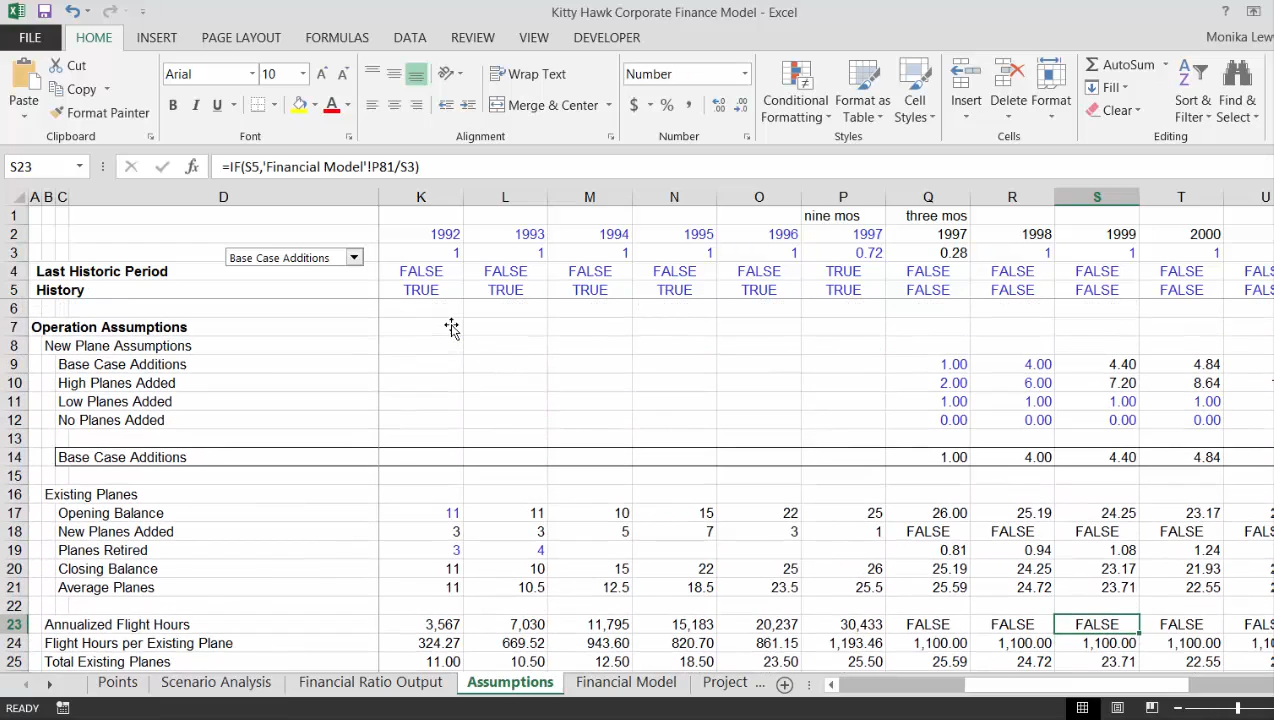 Kitty Hawk Corporate Finance Model - Excel
FILE HOME INSERT PAGE LAYOUT FORMULAS DATA REVIEW VIEW DEVELOPER Monika Lew
Paste Cut Copy Format Painter
Clipboard
Arial 10
B I U A
Font
Wrap Text
Merge & Center
Alignment
Number
$ % ,
Number
Conditional Formatting Format as Table Cell Styles
Styles
Insert Delete Format
Cells
AutoSum Fill Clear
Sort & Filter Find & Select
Editing
S23 fx =IF(S5,'Financial Model'!P81/S3)
A B C D K L M N O P Q R S T U
1 nine mos three mos
2 1992 1993 1994 1995 1996 1997 1997 1998 1999 2000
3 Base Case Additions 1 1 1 1 1 0.72 0.28 1 1 1
4 Last Historic Period FALSE FALSE FALSE FALSE FALSE TRUE FALSE FALSE FALSE FALSE FALS
5 History TRUE TRUE TRUE TRUE TRUE TRUE FALSE FALSE FALSE FALSE FALS
6
7 Operation Assumptions
8 New Plane Assumptions
9 Base Case Additions 1.00 4.00 4.40 4.84
10 High Planes Added 2.00 6.00 7.20 8.64
11 Low Planes Added 1.00 1.00 1.00 1.00
12 No Planes Added 0.00 0.00 0.00 0.00
13
14 Base Case Additions 1.00 4.00 4.40 4.84
15
16 Existing Planes
17 Opening Balance 11 11 10 15 22 25 26.00 25.19 24.25 23.17
18 New Planes Added 3 3 5 7 3 1 FALSE FALSE FALSE FALSE FALS
19 Planes Retired 3 4 0.81 0.94 1.08 1.24
20 Closing Balance 11 10 15 22 25 26 25.19 24.25 23.17 21.93
21 Average Planes 11 10.5 12.5 18.5 23.5 25.5 25.59 24.72 23.71 22.55
22
23 Annualized Flight Hours 3,567 7,030 11,795 15,183 20,237 30,433 FALSE FALSE FALSE FALSE FALS
24 Flight Hours per Existing Plane 324.27 669.52 943.60 820.70 861.15 1,193.46 1,100.00 1,100.00 1,100.00 1,100.00 1,10
25 Total Existing Planes 11.00 10.50 12.50 18.50 23.50 25.50 25.59 24.72 23.71 22.55
Points Scenario Analysis Financial Ratio Output Assumptions Financial Model Project ...
READY